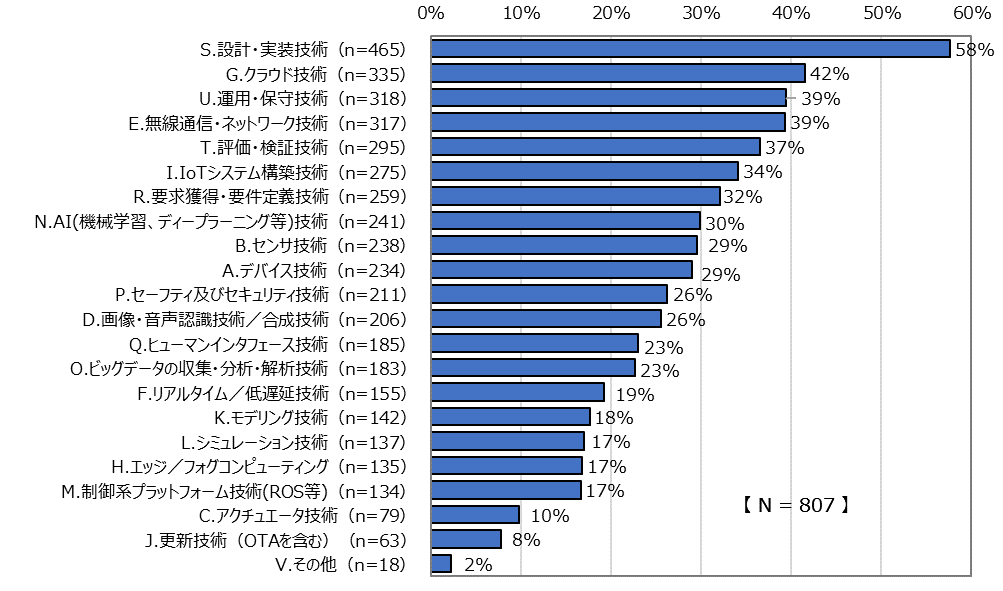 0% 10% 20% 30% 40% 50% 60%
S.設計・実装技術（n=465） 58%
G.クラウド技術（n=335） 42%
U.運用・保守技術（n=318） 39%
E.無線通信・ネットワーク技術（n=317） 39%
T.評価・検証技術（n=295） 37%
I.IoTシステム構築技術（n=275） 34%
R.要求獲得・要件定義技術（n=259） 32%
N.AI(機械学習、ディープラーニング等)技術（n=241） 30%
B.センサ技術（n=238） 29%
A.デバイス技術（n=234） 29%
P.セーフティ及びセキュリティ技術（n=211） 26%
D.画像・音声認識技術／合成技術（n=206） 26%
Q.ヒューマンインタフェース技術（n=185） 23%
O.ビッグデータの収集・分析・解析技術（n=183） 23%
F.リアルタイム／低遅延技術（n=155） 19%
K.モデリング技術（n=142） 18%
L.シミュレーション技術（n=137） 17%
H.エッジ／フォグコンピューティング（n=135） 17%
M.制御系プラットフォーム技術(ROS等)（n=134） 17%
【 N = 807 】
C.アクチュエータ技術（n=79） 10%
J.更新技術（OTAを含む）（n=63） 8%
V.その他（n=18） 2%